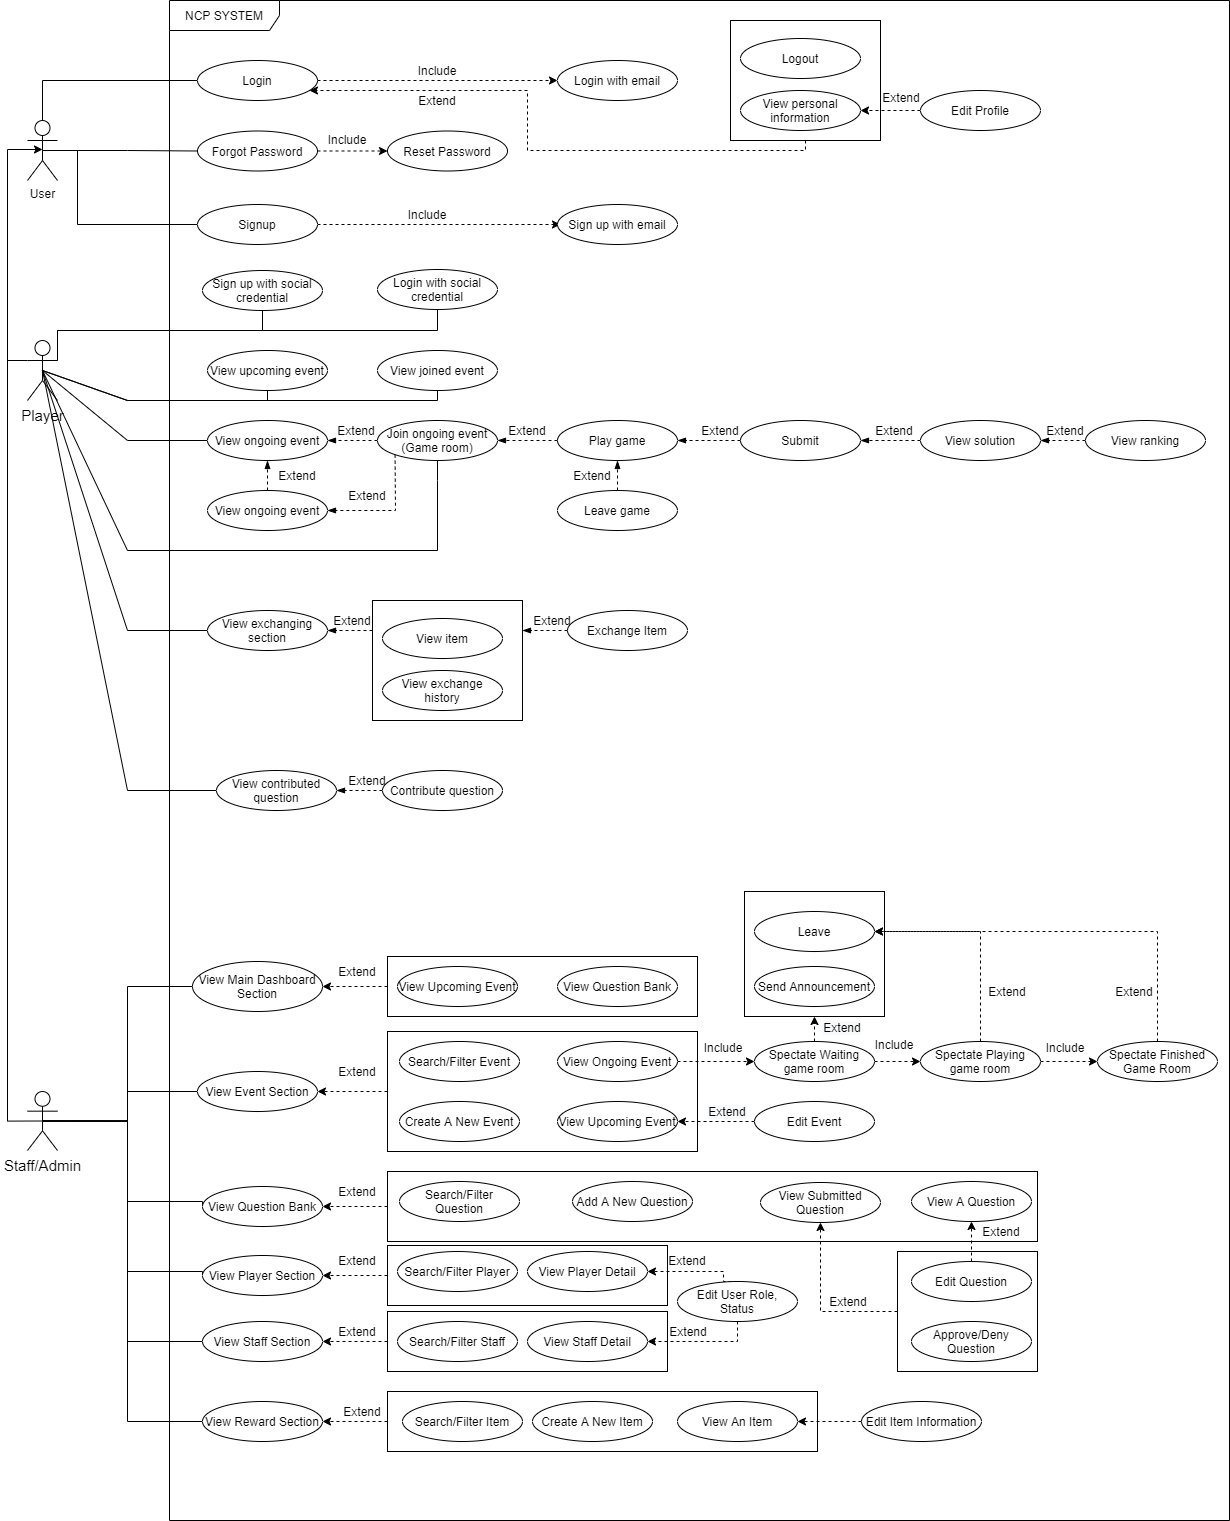 NCP SYSTEM
Login
Include
Login with email
Extend
Logout
View personal
information
Extend
Edit Profile
User
Forgot Password
Include
Reset Password
Signup
Include
Sign up with email
Sign up with social
credential
Login with social
credential
Player
View upcoming event
View joined event
View ongoing event
Extend
Join ongoing event
(Game room)
Extend
Play game
Extend
Submit
Extend
View solution
Extend
View ranking
Extend
View ongoing event
Extend
Extend
Leave game
View exchanging
section
Extend
View item
View exchange
history
Extend
Exchange Item
View contributed
question
Extend
Contribute question
Leave
Send Announcement
View Main Dashboard
Section
Extend
View Upcoming Event
View Question Bank
Extend
Extend
Extend
Staff/Admin
View Event Section
Extend
Search/Filter Event
View Ongoing Event
Include
Spectate Waiting
game room
Include
Spectate Playing
game room
Include
Spectate Finished
Game Room
Create A New Event
View Upcoming Event
Extend
Edit Event
View Question Bank
Extend
Search/Filter
Question
Add A New Question
View Submitted
Question
View A Question
Extend
Extend
Edit Question
Approve/Deny
Question
View Player Section
Extend
Search/Filter Player
View Player Detail
Extend
Edit User Role,
Status
View Staff Section
Extend
Search/Filter Staff
View Staff Detail
Extend
View Reward Section
Extend
Search/Filter Item
Create A New Item
View An Item
Edit Item Information